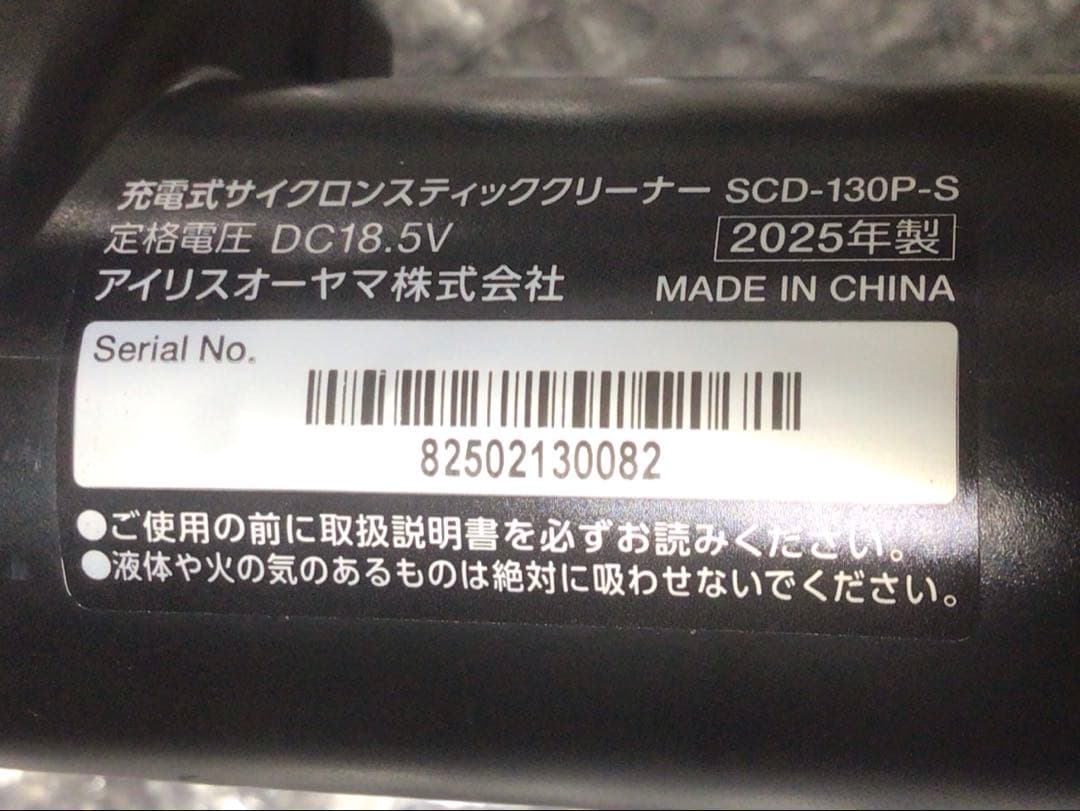 充電式サイクロンスティッククリーナー SCD-130P-S
定格電圧 DC18.5V 2025年製
アイリスオーヤマ株式会社 MADE IN CHINA
Serial No.
82502130082
●ご使用の前に取扱説明書を必ずお読みください。
●液体や火の気のあるものは絶対に吸わせないでください。